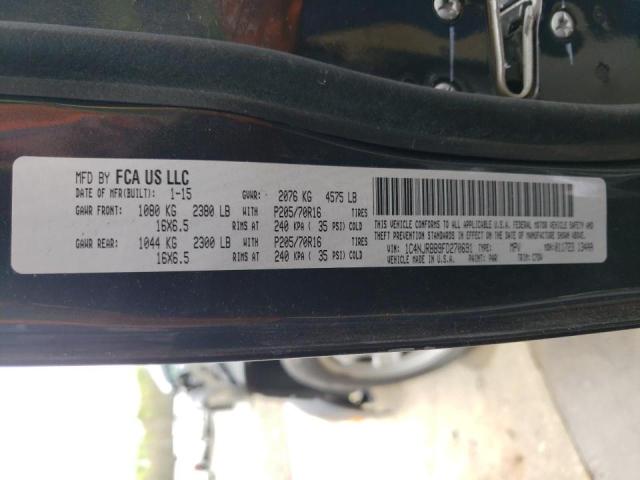 MFD BY FCA US LLC
DATE OF MFR(BUILT): 1-15 GVWR: 2076 KG 4575 LB
GAWR FRONT: 1080 KG 2380 LB WITH P205/70R16 TIRES
16X6.5 RIMS AT 240 KPA ( 35 PSI) COLD
GAWR REAR: 1044 KG 2300 LB WITH P205/70R16 TIRES
16X6.5 RIMS AT 240 KPA ( 35 PSI) COLD
THIS VEHICLE CONFORMS TO ALL APPLICABLE U.S.A. FEDERAL MOTOR VEHICLE SAFETY AND
THEFT PREVENTION STANDARDS IN EFFECT ON THE DATE OF MANUFACTURE SHOWN ABOVE.
VIN: 1C4NJRBB9FD270691 TYPE: MPV MDH: 011723 13AAA
VEHICLE MADE IN U.S.A. PAINT: PAR TRIM: